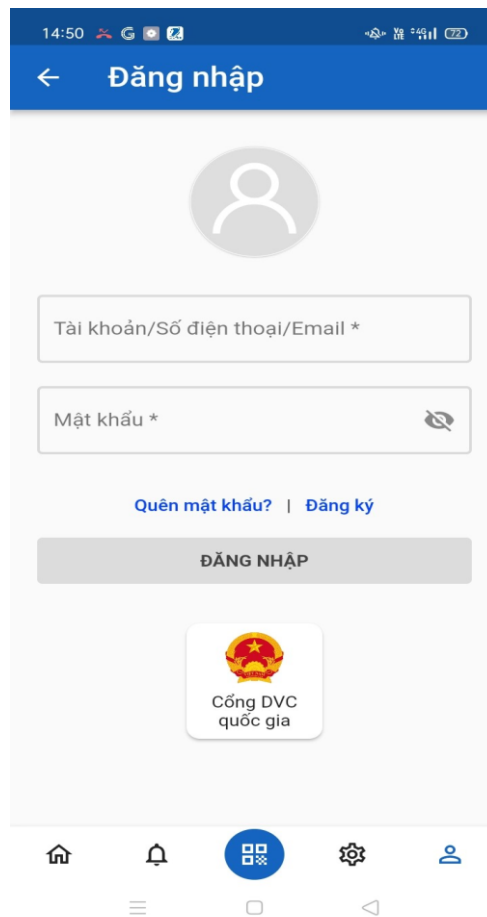 14:50
Đăng nhập
Tài khoản/Số điện thoại/Email *
Mật khẩu *
Quên mật khẩu? | Đăng ký
ĐĂNG NHẬP
Cổng DVC
quốc gia